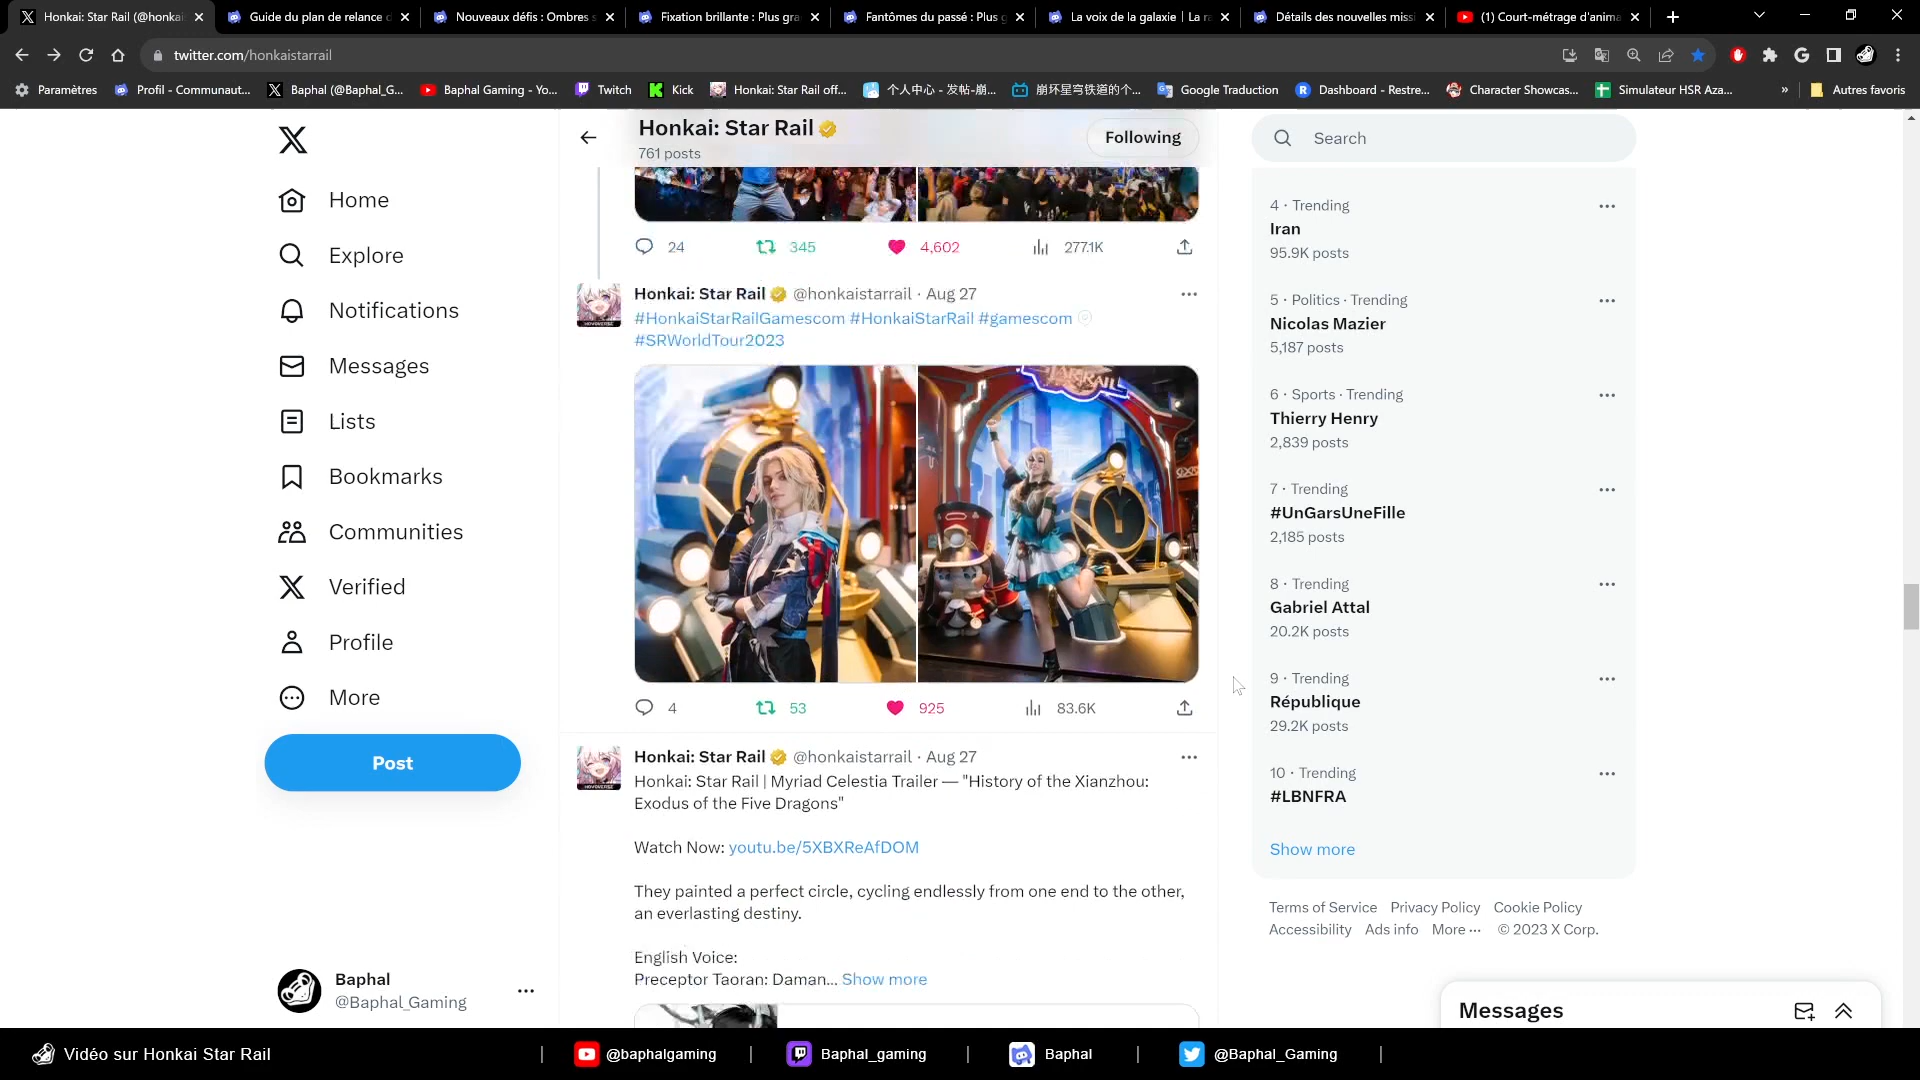 Honkai: Star Rail (@honkai
Guide du plan de relance d
Nouveaux défis : Ombres s
Fixation brillante : Plus gra
Fantômes du passé : Plus g
La voix de la galaxie | La ra
Détails des nouvelles missi
(1) Court-métrage d'anima
twitter.com/honkaistarrail
Paramètres
Profil - Communaut...
Baphal (@Baphal_G...
Baphal Gaming - Yo...
Twitch
Kick
Honkai: Star Rail off...
个人中心 - 发帖-崩...
崩坏星穹铁道的个...
Google Traduction
Dashboard - Restre...
Character Showcas...
Simulateur HSR Aza...
»
Autres favoris
Home
Explore
Notifications
Messages
Lists
Bookmarks
Communities
Verified
Profile
More
Post
Baphal
@Baphal_Gaming
Honkai: Star Rail
761 posts
Following
24
345
4,602
277.1K
Honkai: Star Rail @honkaistarrail · Aug 27
#HonkaiStarRailGamescom #HonkaiStarRail #gamescom
#SRWorldTour2023
STAR RAIL
4
53
925
83.6K
Honkai: Star Rail @honkaistarrail · Aug 27
Honkai: Star Rail | Myriad Celestia Trailer — "History of the Xianzhou:
Exodus of the Five Dragons"
Watch Now: youtu.be/5XBXReAfDOM
They painted a perfect circle, cycling endlessly from one end to the other,
an everlasting destiny.
English Voice:
Preceptor Taoran: Daman... Show more
Search
4 · Trending
Iran
95.9K posts
5 · Politics · Trending
Nicolas Mazier
5,187 posts
6 · Sports · Trending
Thierry Henry
2,839 posts
7 · Trending
#UnGarsUneFille
2,185 posts
8 · Trending
Gabriel Attal
20.2K posts
9 · Trending
République
29.2K posts
10 · Trending
#LBNFRA
Show more
Terms of Service Privacy Policy Cookie Policy
Accessibility Ads info More ··· © 2023 X Corp.
Messages
Vidéo sur Honkai Star Rail
@baphalgaming
Baphal_gaming
Baphal
@Baphal_Gaming